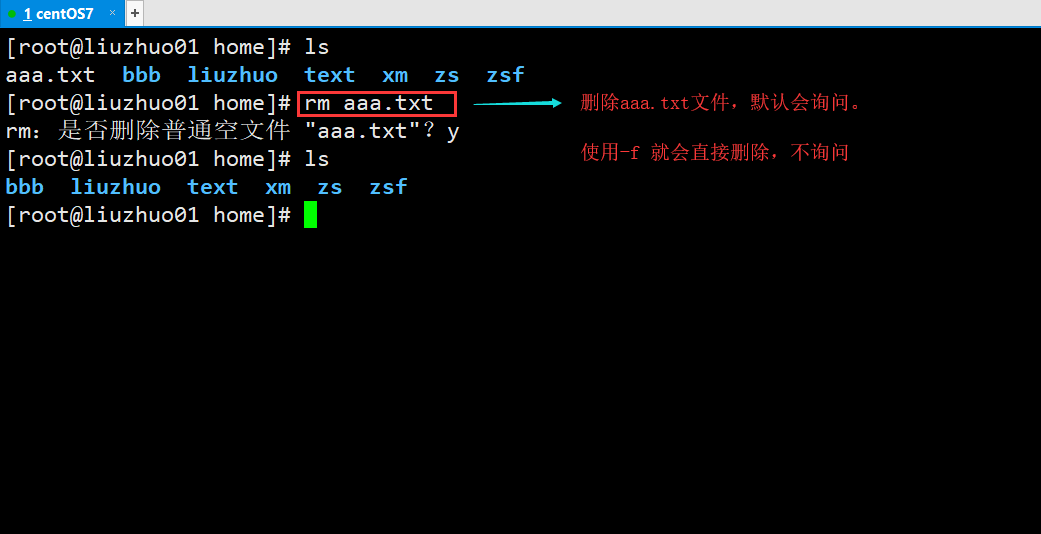 1 centOS7 × +
[root@liuzhuo01 home]# ls
aaa.txt bbb liuzhuo text xm zs zsf
[root@liuzhuo01 home]# rm aaa.txt 删除aaa.txt文件，默认会询问。
rm：是否删除普通空文件 "aaa.txt"？y
使用-f 就会直接删除，不询问
[root@liuzhuo01 home]# ls
bbb liuzhuo text xm zs zsf
[root@liuzhuo01 home]#